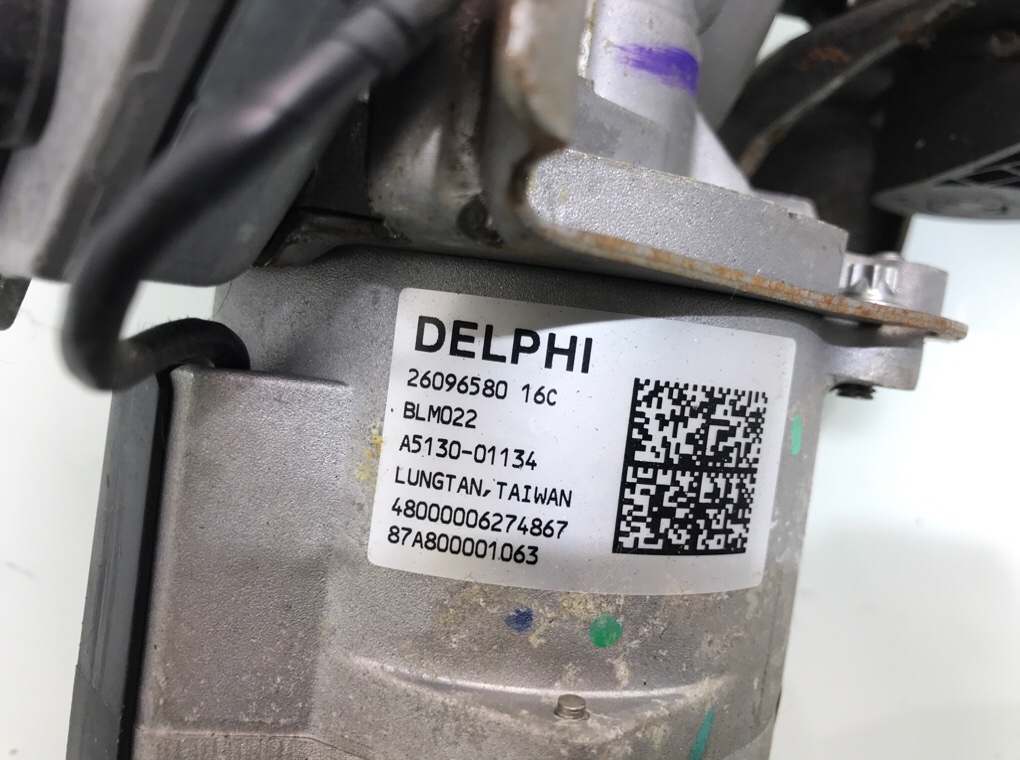 DELPHI
26096580 16C
BLM022
A5130-01134
LUNGTAN,TAIWAN
48000006274867
87A800001063